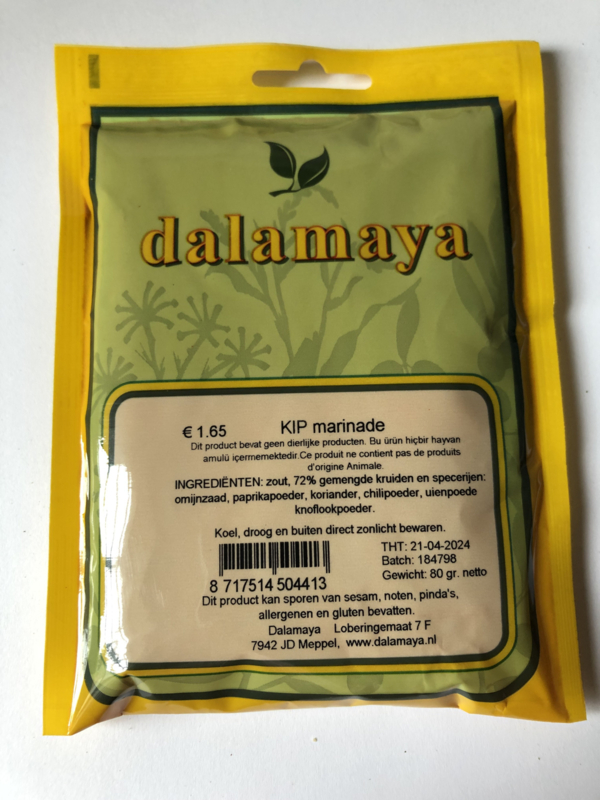 dalamaya
€ 1.65 KIP marinade
Dit product bevat geen dierlijke producten. Bu ürün hiçbir hayvan
amulü içermemektedir.Ce produit ne contient pas de produits
d'origine Animale.
INGREDIËNTEN: zout, 72% gemengde kruiden en specerijen:
omijnzaad, paprikapoeder, koriander, chilipoeder, uienpoede
knoflookpoeder.
Koel, droog en buiten direct zonlicht bewaren.
THT: 21-04-2024
Batch: 184798
Gewicht: 80 gr. netto
8 717514 504413
Dit product kan sporen van sesam, noten, pinda's,
allergenen en gluten bevatten.
Dalamaya Loberingemaat 7 F
7942 JD Meppel, www.dalamaya.nl